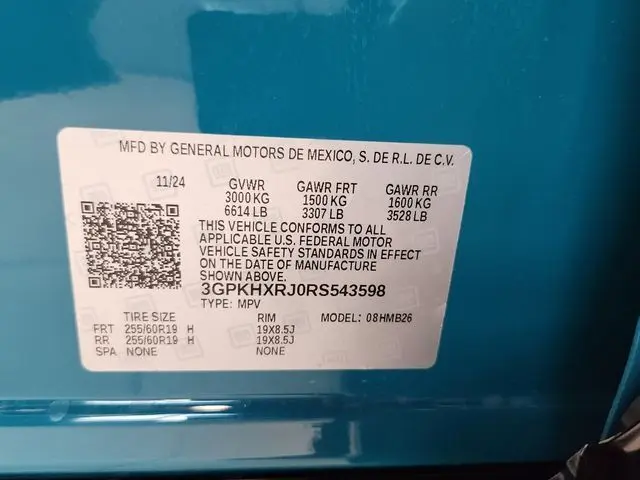 MFD BY GENERAL MOTORS DE MEXICO, S. DE R.L. DE C.V.
11/24 GVWR GAWR FRT GAWR RR
3000 KG 1500 KG 1600 KG
6614 LB 3307 LB 3528 LB
THIS VEHICLE CONFORMS TO ALL
APPLICABLE U.S. FEDERAL MOTOR
VEHICLE SAFETY STANDARDS IN EFFECT
ON THE DATE OF MANUFACTURE
SHOWN ABOVE.
3GPKHXRJ0RS543598
TYPE: MPV
TIRE SIZE RIM MODEL: 08HMB26
FRT 255/60R19 H 19X8.5J
RR 255/60R19 H 19X8.5J
SPA NONE NONE